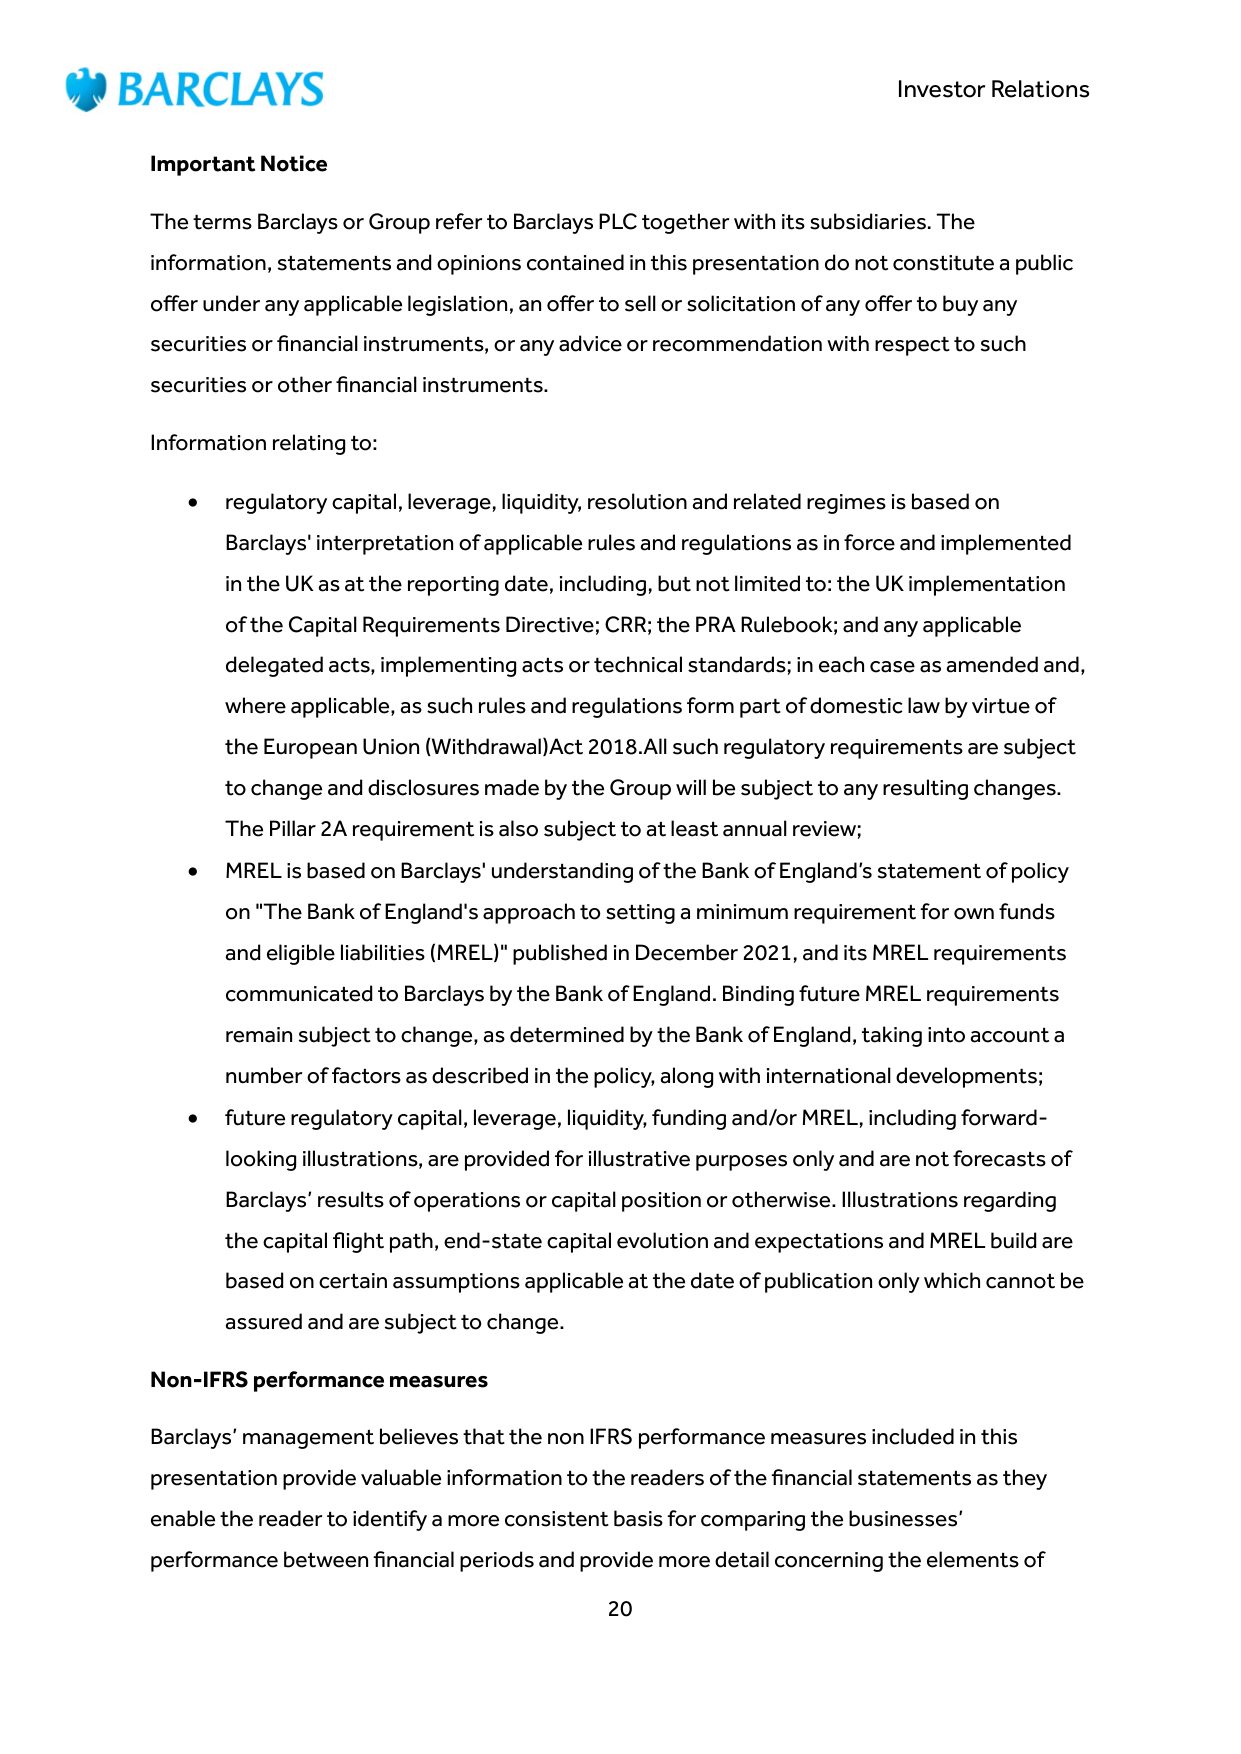 BARCLAYS
Investor Relations
Important Notice
The terms Barclays or Group refer to Barclays PLC together with its subsidiaries. The
information, statements and opinions contained in this presentation do not constitute a public
offer under any applicable legislation, an offer to sell or solicitation of any offer to buy any
securities or financial instruments, or any advice or recommendation with respect to such
securities or other financial instruments.
Information relating to:
• regulatory capital, leverage, liquidity, resolution and related regimes is based on
Barclays' interpretation of applicable rules and regulations as in force and implemented
in the UK as at the reporting date, including, but not limited to: the UK implementation
of the Capital Requirements Directive; CRR; the PRA Rulebook; and any applicable
delegated acts, implementing acts or technical standards; in each case as amended and,
where applicable, as such rules and regulations form part of domestic law by virtue of
the European Union (Withdrawal)Act 2018.All such regulatory requirements are subject
to change and disclosures made by the Group will be subject to any resulting changes.
The Pillar 2A requirement is also subject to at least annual review;
• MREL is based on Barclays' understanding of the Bank of England’s statement of policy
on "The Bank of England's approach to setting a minimum requirement for own funds
and eligible liabilities (MREL)" published in December 2021, and its MREL requirements
communicated to Barclays by the Bank of England. Binding future MREL requirements
remain subject to change, as determined by the Bank of England, taking into account a
number of factors as described in the policy, along with international developments;
• future regulatory capital, leverage, liquidity, funding and/or MREL, including forward-
looking illustrations, are provided for illustrative purposes only and are not forecasts of
Barclays’ results of operations or capital position or otherwise. Illustrations regarding
the capital flight path, end-state capital evolution and expectations and MREL build are
based on certain assumptions applicable at the date of publication only which cannot be
assured and are subject to change.
Non-IFRS performance measures
Barclays’ management believes that the non IFRS performance measures included in this
presentation provide valuable information to the readers of the financial statements as they
enable the reader to identify a more consistent basis for comparing the businesses’
performance between financial periods and provide more detail concerning the elements of
20